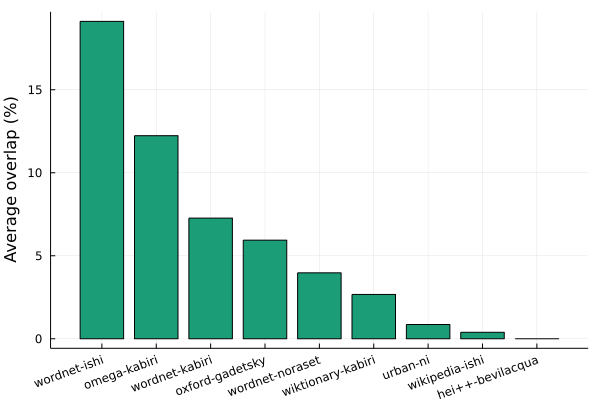 Average overlap (%)
15
10
5
0
wordnet-ishi
omega-kabiri
wordnet-kabiri
oxford-gadetsky
wordnet-noraset
wiktionary-kabiri
urban-ni
wikipedia-ishi
hei++-bevilacqua